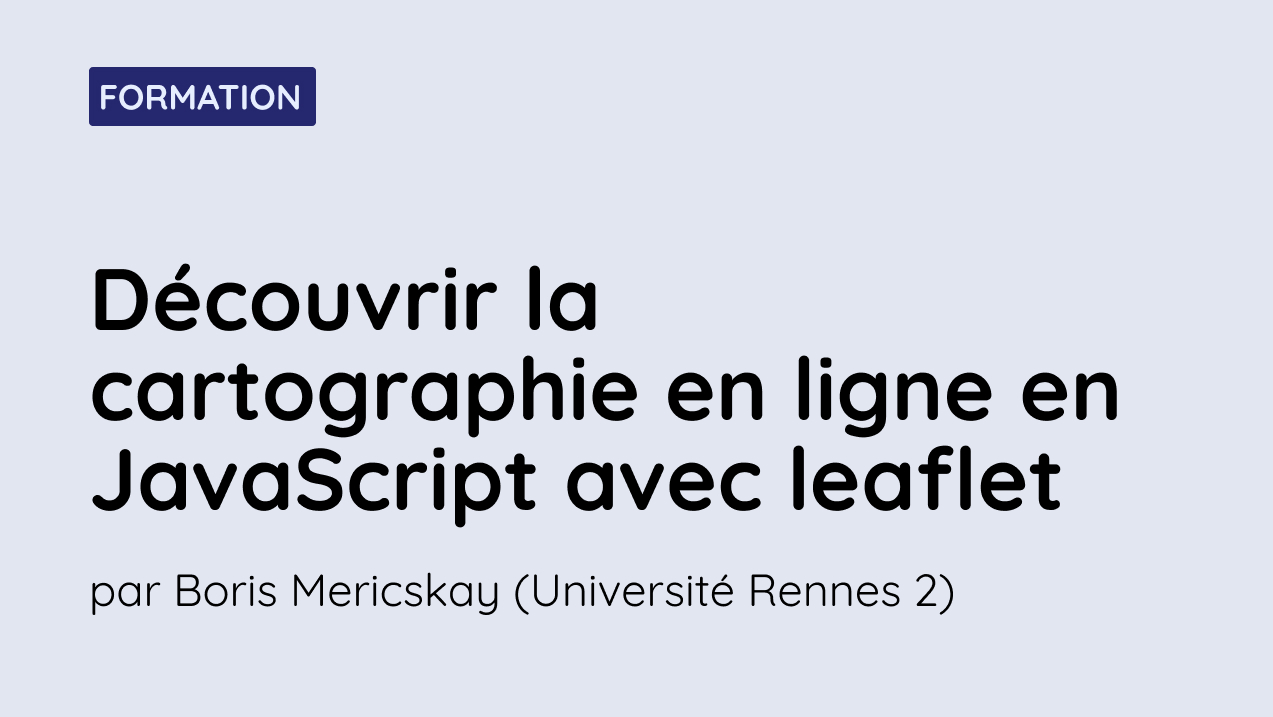 FORMATION
Découvrir la
cartographie en ligne en
JavaScript avec leaflet
par Boris Mericskay (Université Rennes 2)